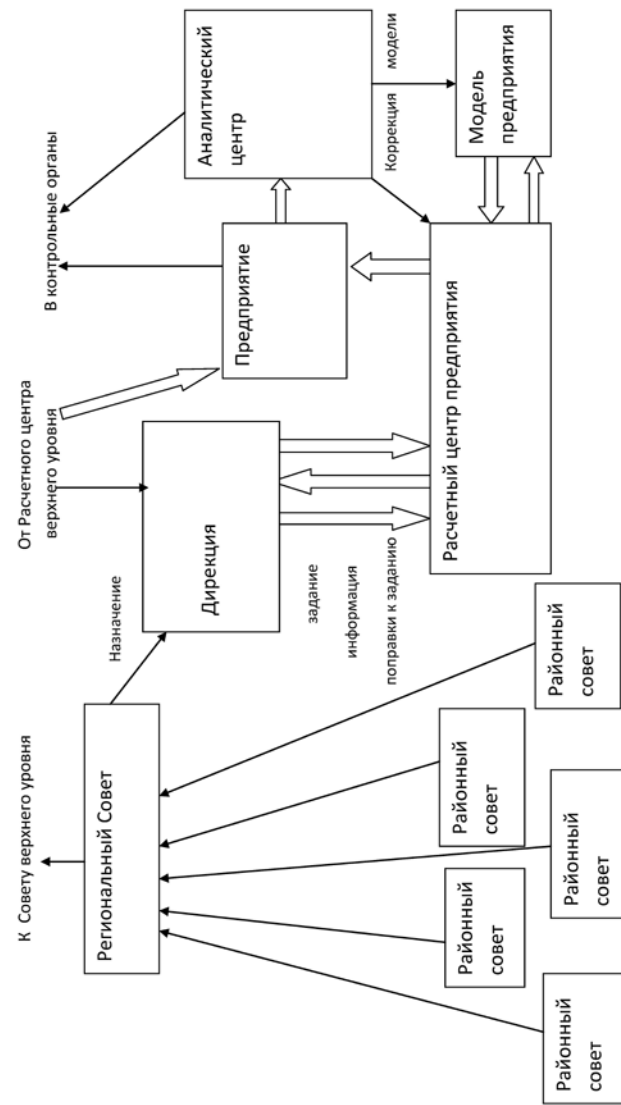 К Совету верхнего уровня
Региональный Совет
Районный
совет
Районный
совет
Районный
совет
Районный
совет
Районный
совет
Назначение
От Расчетного центра
верхнего уровня
Дирекция
задание
информация
поправки к заданию
В контрольные органы
Предприятие
Расчетный центр предприятия
Аналитический
центр
Коррекция модели
Модель
предприятия